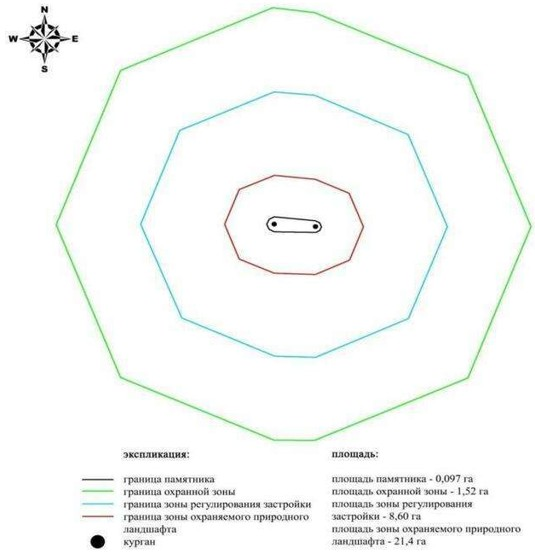 N
W E
S
экспликация: площадь:
граница памятника площадь памятника - 0,097 га
граница охранной зоны площадь охранной зоны - 1,52 га
граница зоны регулирования застройки площадь зоны регулирования
граница зоны охраняемого природного застройки - 8,60 га
ландшафта площадь зоны охраняемого природного
курган ландшафта - 21,4 га